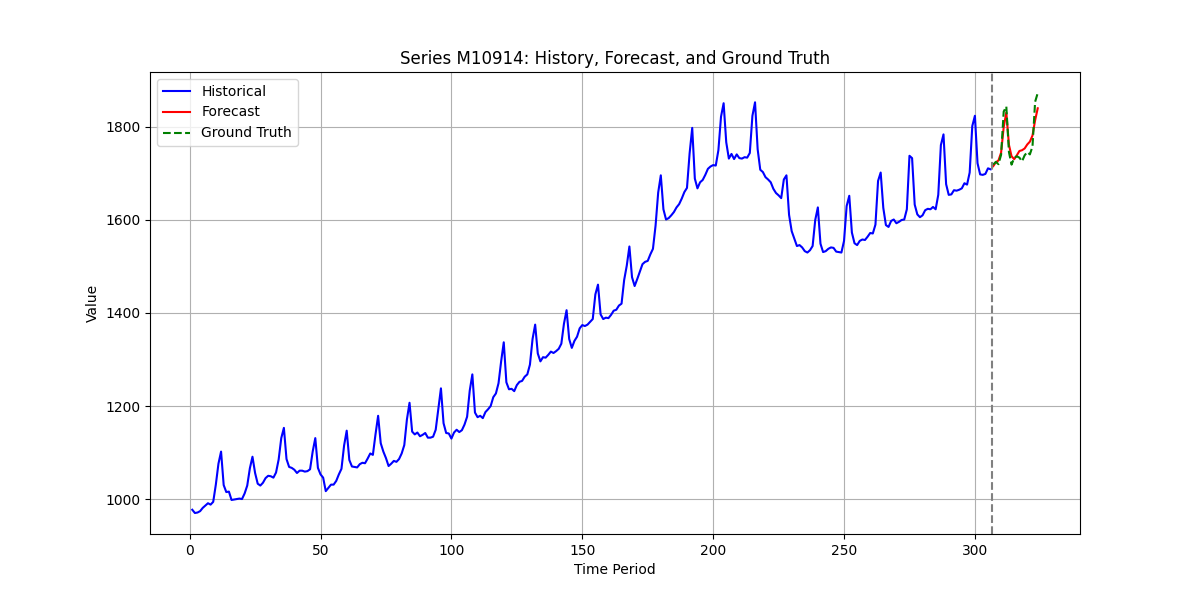 Series M10914: History, Forecast, and Ground Truth
Historical
Forecast
Ground Truth
Value
1800
1600
1400
1200
1000
0 50 100 150 200 250 300
Time Period